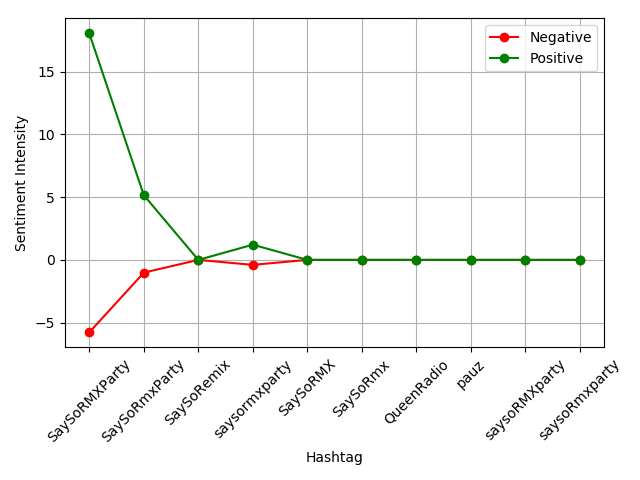 Negative
Positive
Sentiment Intensity
15
10
5
0
−5
SaySoRMXParty
SaySoRmxParty
SaySoRemix
saysormxparty
SaySoRMX
SaySoRmx
QueenRadio
pauz
saysoRMXparty
saysoRmxparty
Hashtag